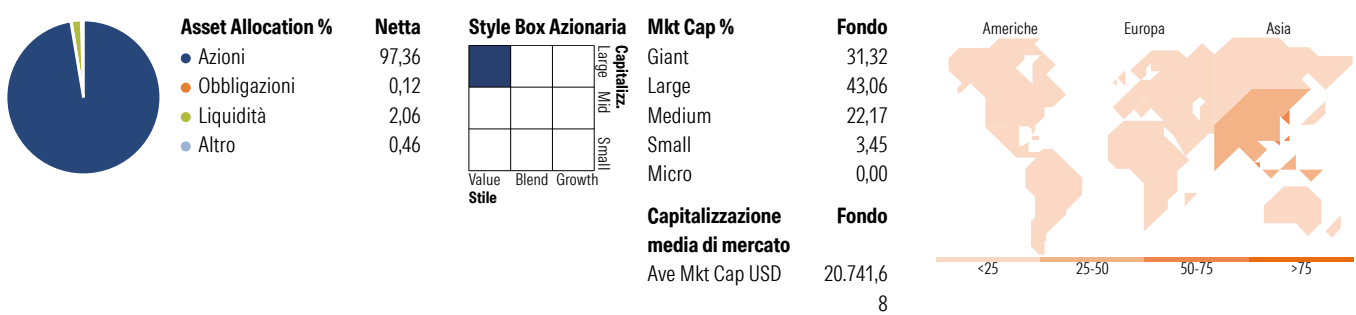 Asset Allocation % Netta
Azioni 97,36
Obbligazioni 0,12
Liquidità 2,06
Altro 0,46
Style Box Azionaria
Capitalizz.
Large Mid Small
Value Blend Growth
Stile
Mkt Cap % Fondo
Giant 31,32
Large 43,06
Medium 22,17
Small 3,45
Micro 0,00
Capitalizzazione Fondo
media di mercato
Ave Mkt Cap USD 20.741,6
8
Americhe Europa Asia
<25 25-50 50-75 >75